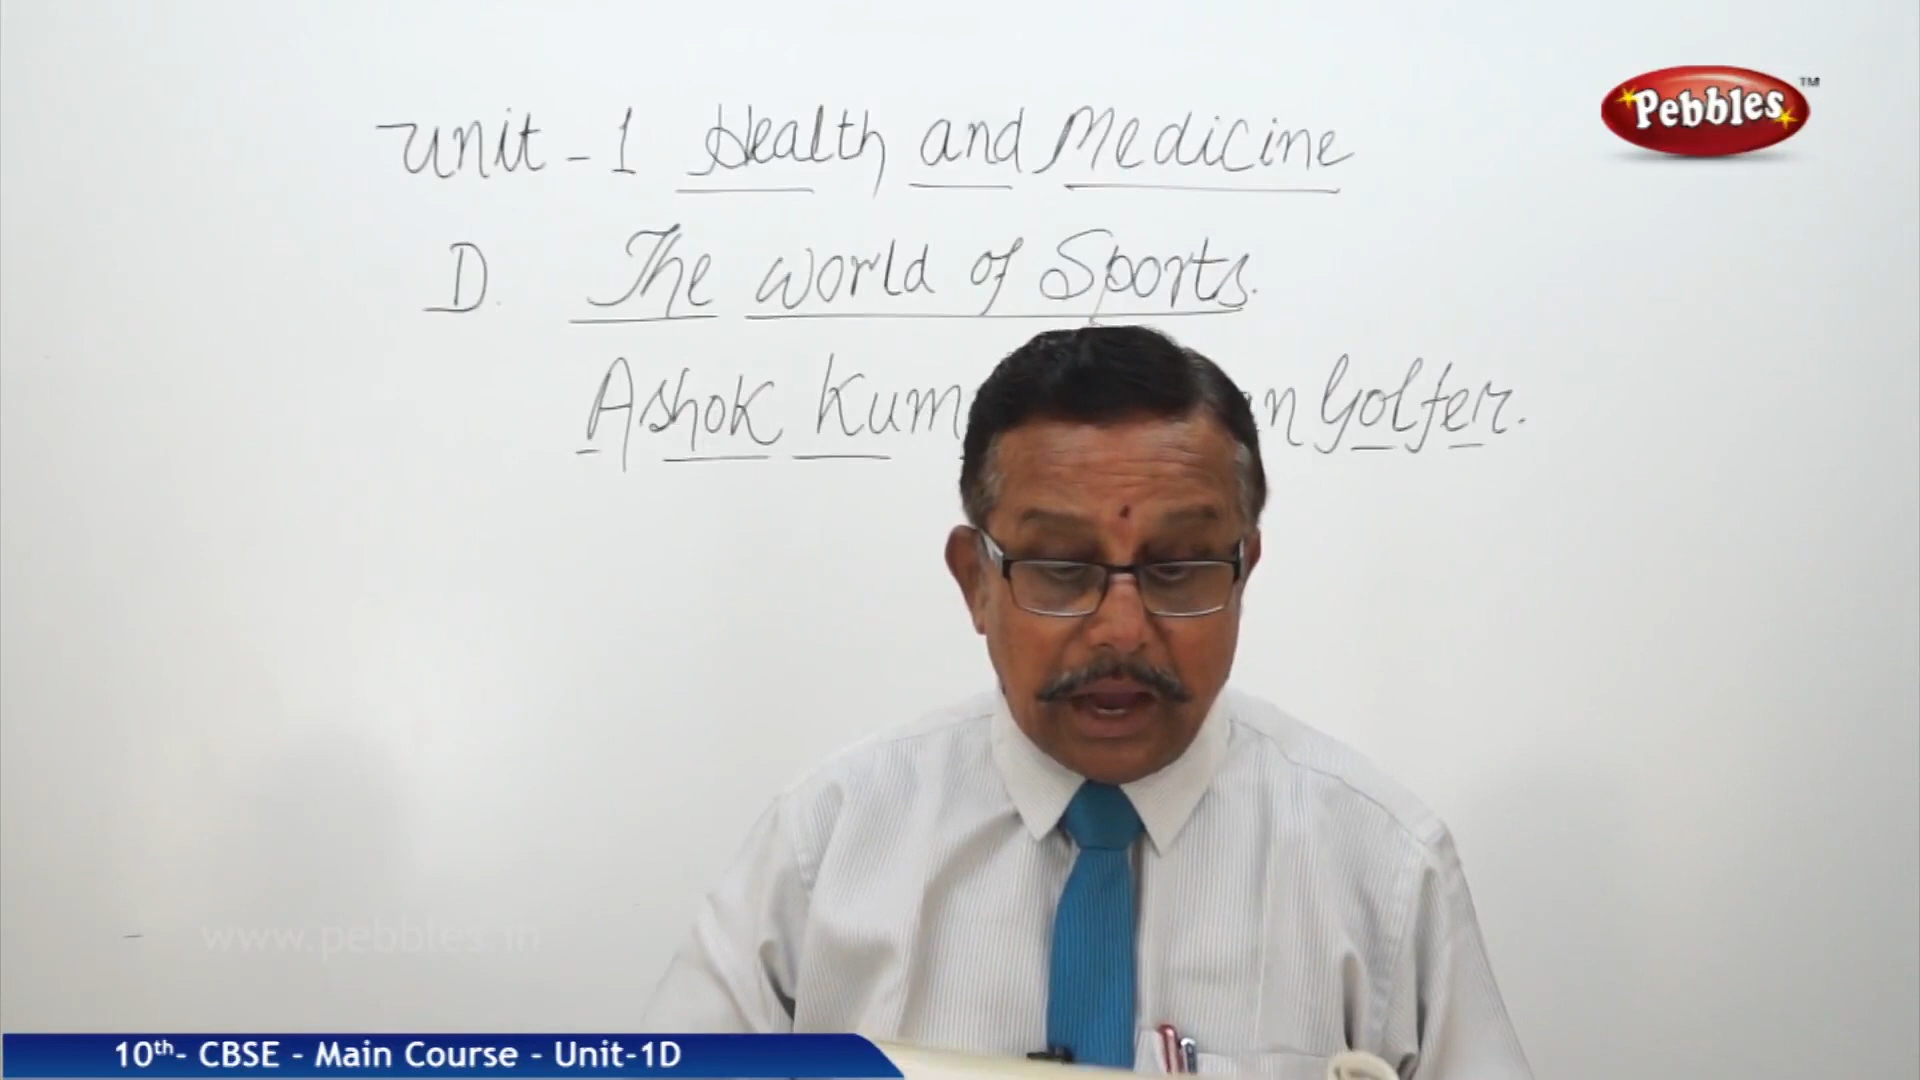 Pebbles™
Unit - 1 Health and Medicine
D. The World of Sports.
Ashok Kum Golfer.
www.pebbles.in
10th- CBSE - Main Course - Unit-1D